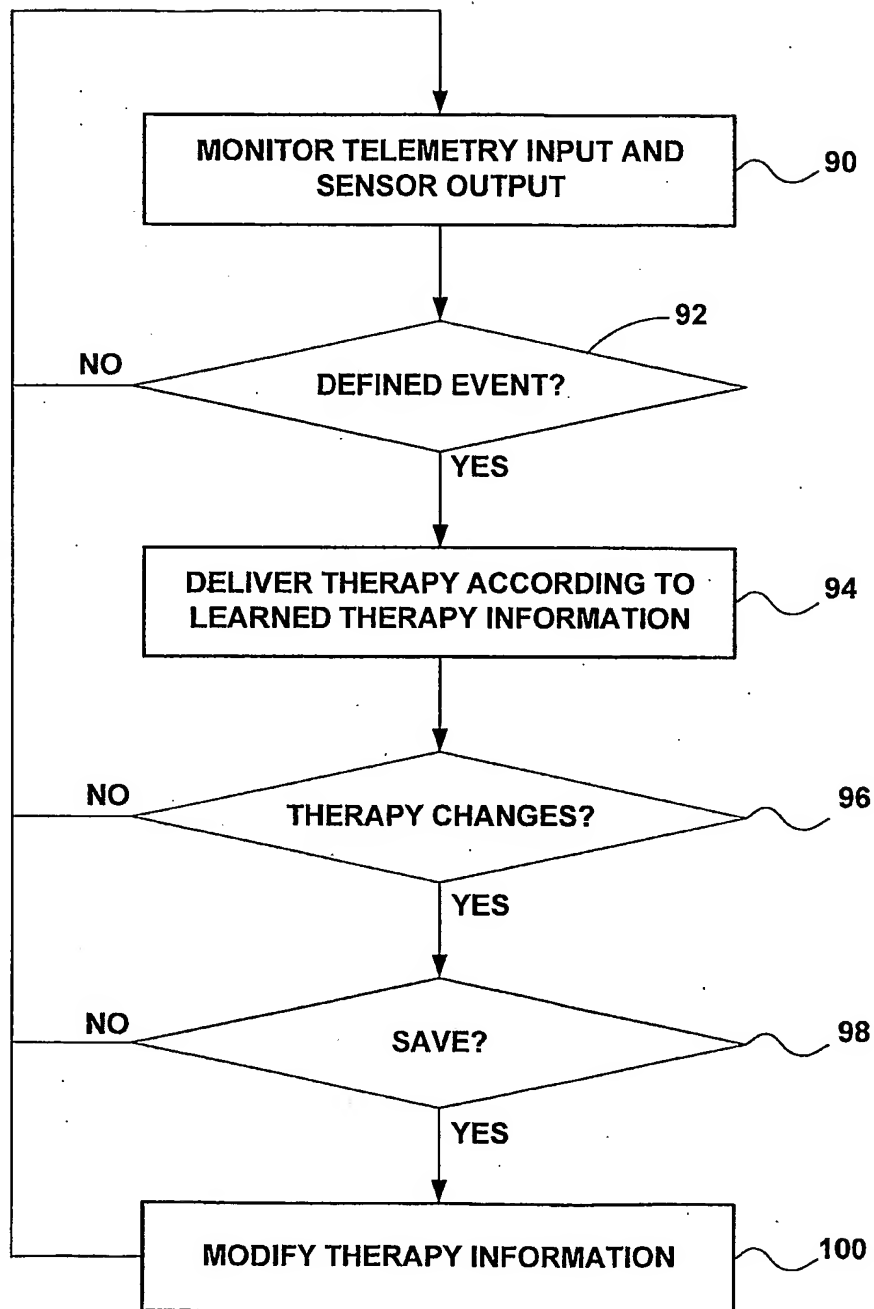 MONITOR TELEMETRY INPUT AND
SENSOR OUTPUT
90
92
NO
DEFINED EVENT?
YES
DELIVER THERAPY ACCORDING TO
LEARNED THERAPY INFORMATION
94
NO
THERAPY CHANGES?
96
YES
NO
SAVE?
98
YES
MODIFY THERAPY INFORMATION
100